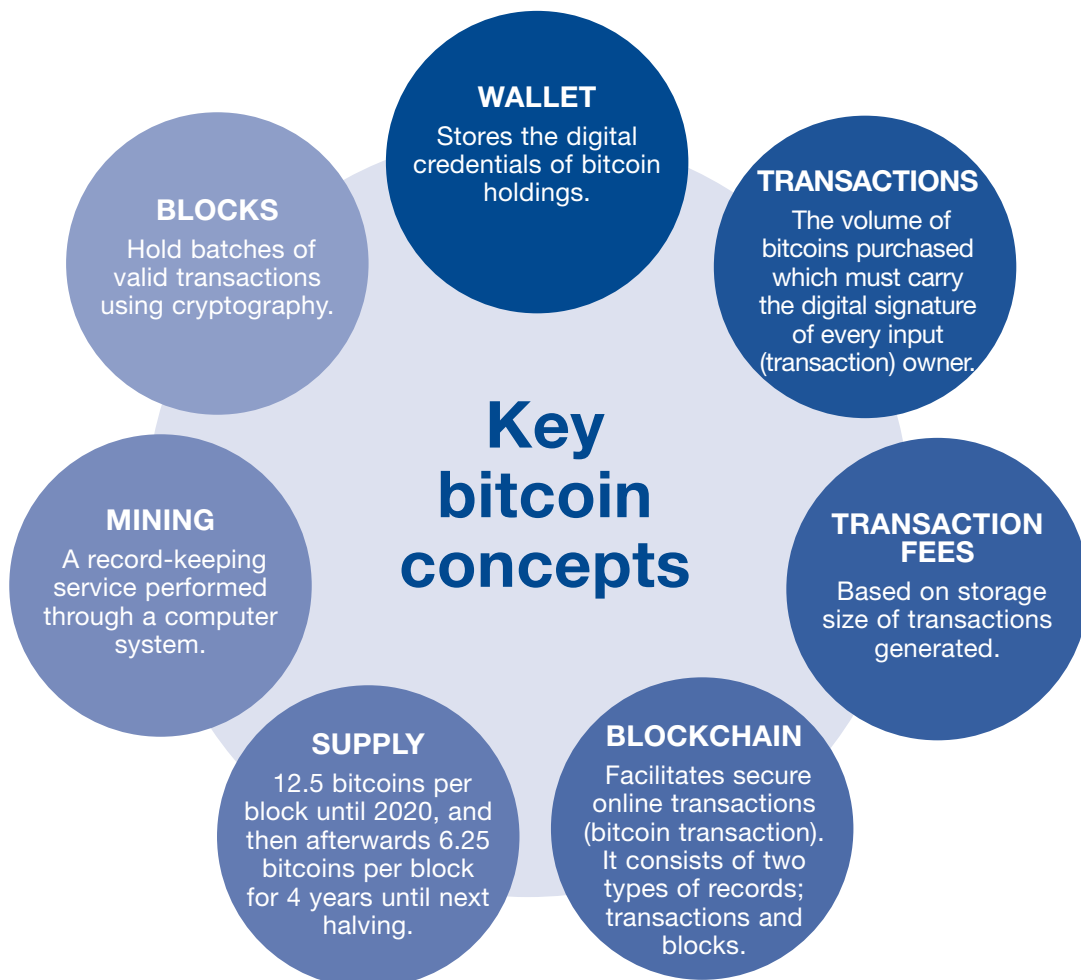 WALLET
Stores the digital
credentials of bitcoin
holdings.
TRANSACTIONS
The volume of
bitcoins purchased
which must carry
the digital signature
of every input
(transaction) owner.
TRANSACTION
FEES
Based on storage
size of transactions
generated.
BLOCKCHAIN
Facilitates secure
online transactions
(bitcoin transaction).
It consists of two
types of records;
transactions and
blocks.
SUPPLY
12.5 bitcoins per
block until 2020, and
then afterwards 6.25
bitcoins per block
for 4 years until next
halving.
MINING
A record-keeping
service performed
through a computer
system.
BLOCKS
Hold batches of
valid transactions
using cryptography.
Key
bitcoin
concepts